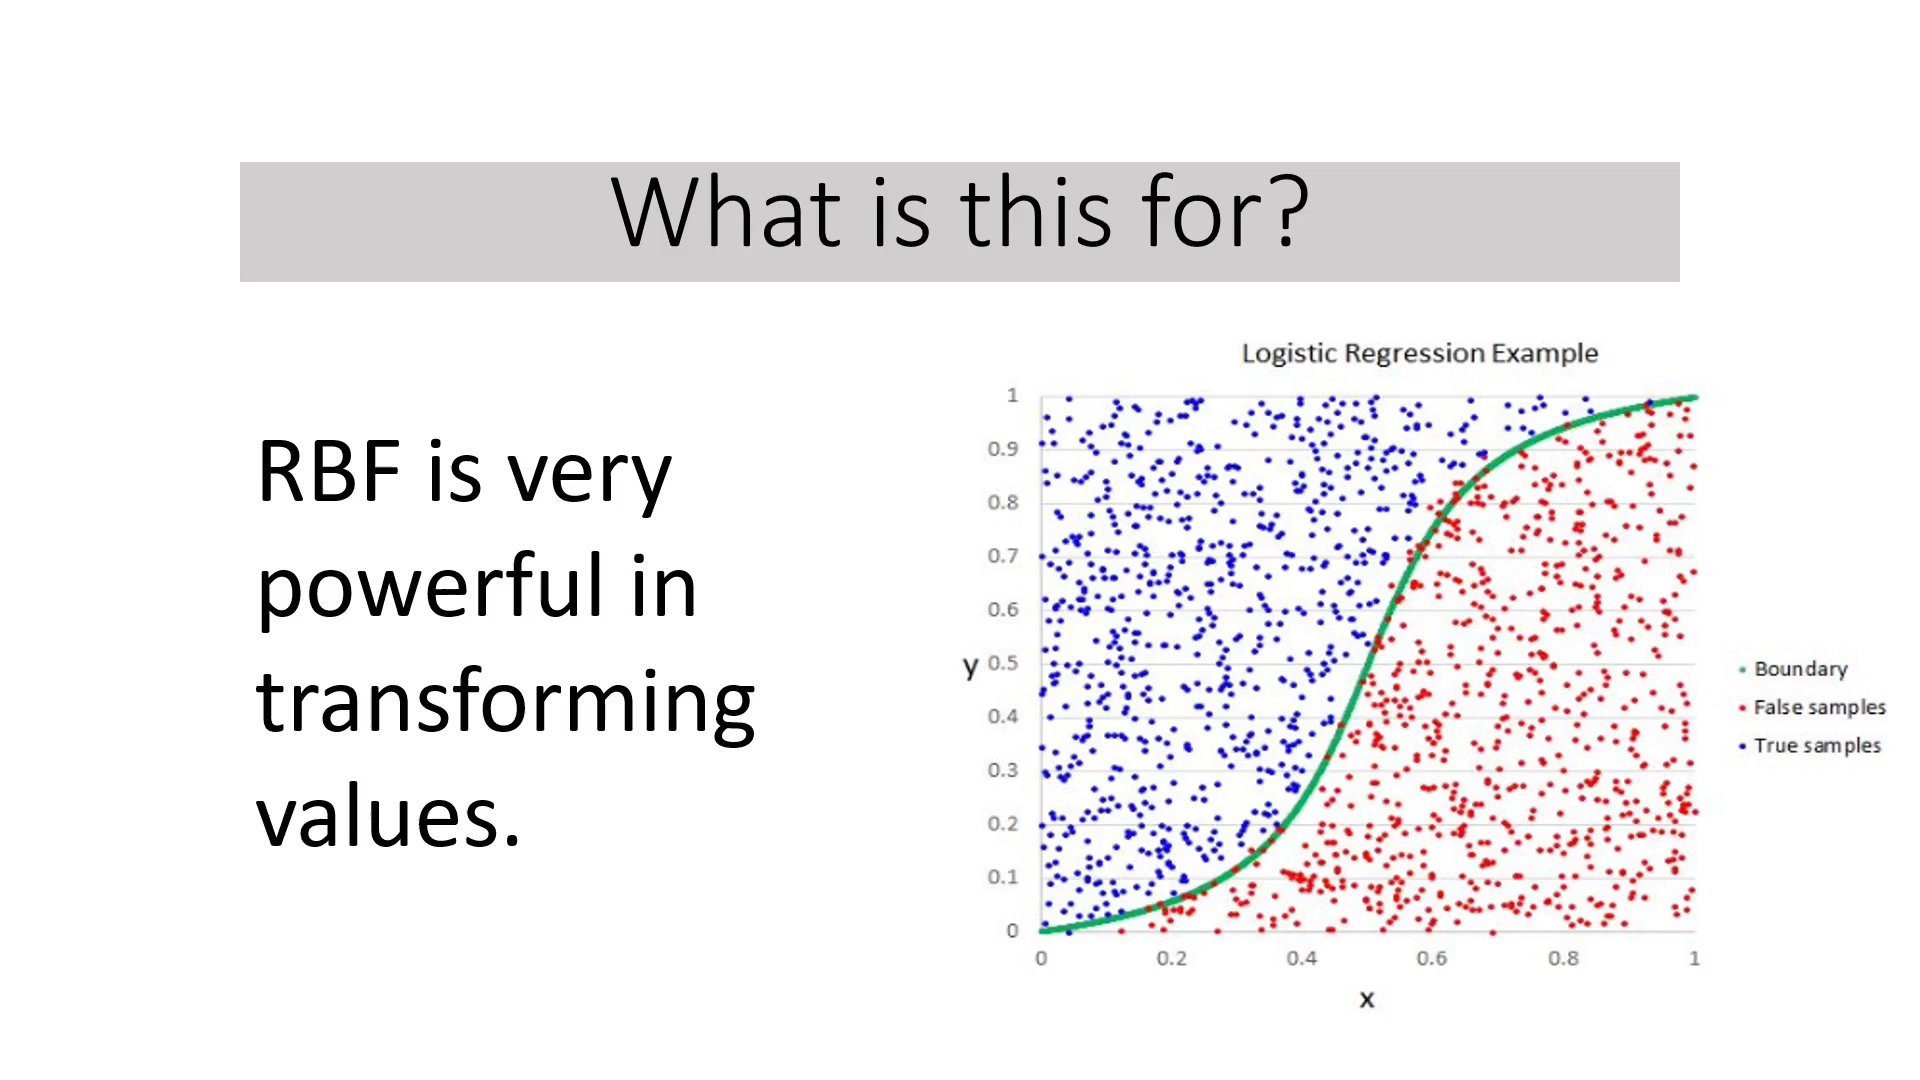 What is this for?
RBF is very
powerful in
transforming
values.
Logistic Regression Example
1
0.9
0.8
0.7
0.6
0.5
0.4
0.3
0.2
0.1
0
y
0 0.2 0.4 0.6 0.8 1
x
Boundary
False samples
True samples